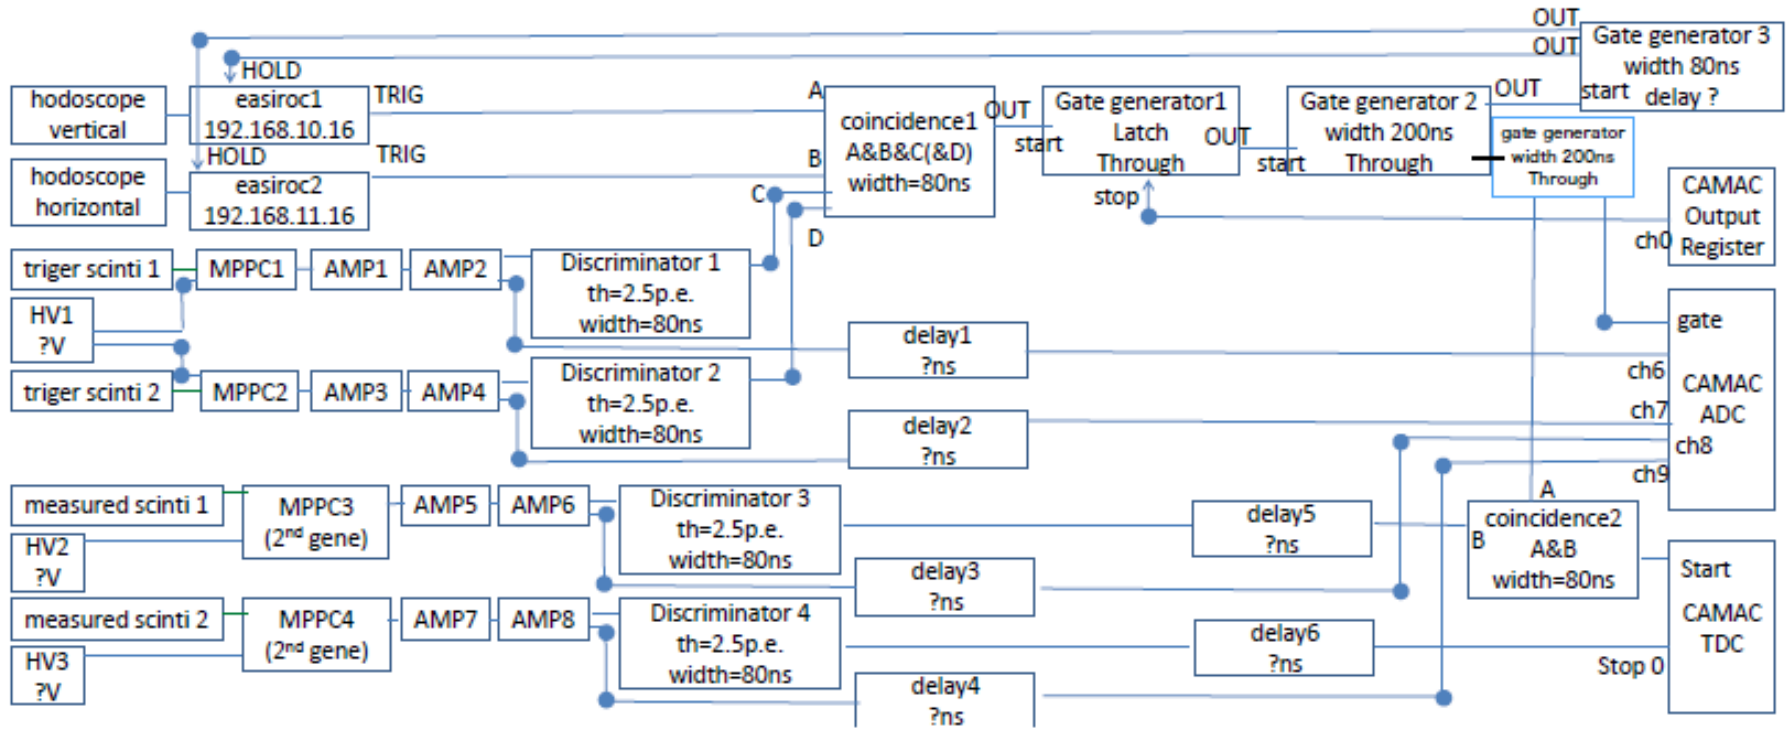 OUT
OUT
Gate generator 3
width 80ns
delay ?
start
HOLD
hodoscope
vertical
easiroc1
192.168.10.16
TRIG
A
coincidence1
A&B&C(&D)
width=80ns
OUT
start
Gate generator1
Latch
Through
OUT
start
stop
Gate generator 2
width 200ns
Through
OUT
gate generator
width 200ns
Through
HOLD
hodoscope
horizontal
easiroc2
192.168.11.16
TRIG
B
C
D
CAMAC
Output
Register
ch0
triger scinti 1
MPPC1
AMP1
AMP2
Discriminator 1
th=2.5p.e.
width=80ns
HV1
?V
delay1
?ns
gate
ch6
CAMAC
ADC
ch7
ch8
ch9
triger scinti 2
MPPC2
AMP3
AMP4
Discriminator 2
th=2.5p.e.
width=80ns
delay2
?ns
measured scinti 1
MPPC3
(2nd gene)
AMP5
AMP6
Discriminator 3
th=2.5p.e.
width=80ns
delay5
?ns
A
B
coincidence2
A&B
width=80ns
HV2
?V
delay3
?ns
Start
CAMAC
TDC
Stop 0
measured scinti 2
MPPC4
(2nd gene)
AMP7
AMP8
Discriminator 4
th=2.5p.e.
width=80ns
delay6
?ns
HV3
?V
delay4
?ns